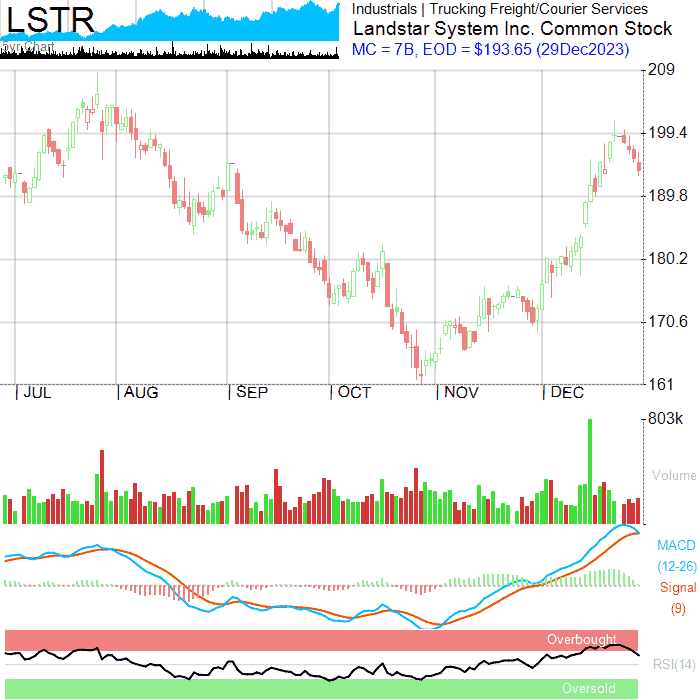 LSTR
5yr Chart
Industrials | Trucking Freight/Courier Services
Landstar System Inc. Common Stock
MC = 7B, EOD = $193.65 (29Dec2023)
209
199.4
189.8
180.2
170.6
161
JUL
AUG
SEP
OCT
NOV
DEC
803k
Volume
MACD
(12-26)
Signal
(9)
Overbought
RSI(14)
Oversold